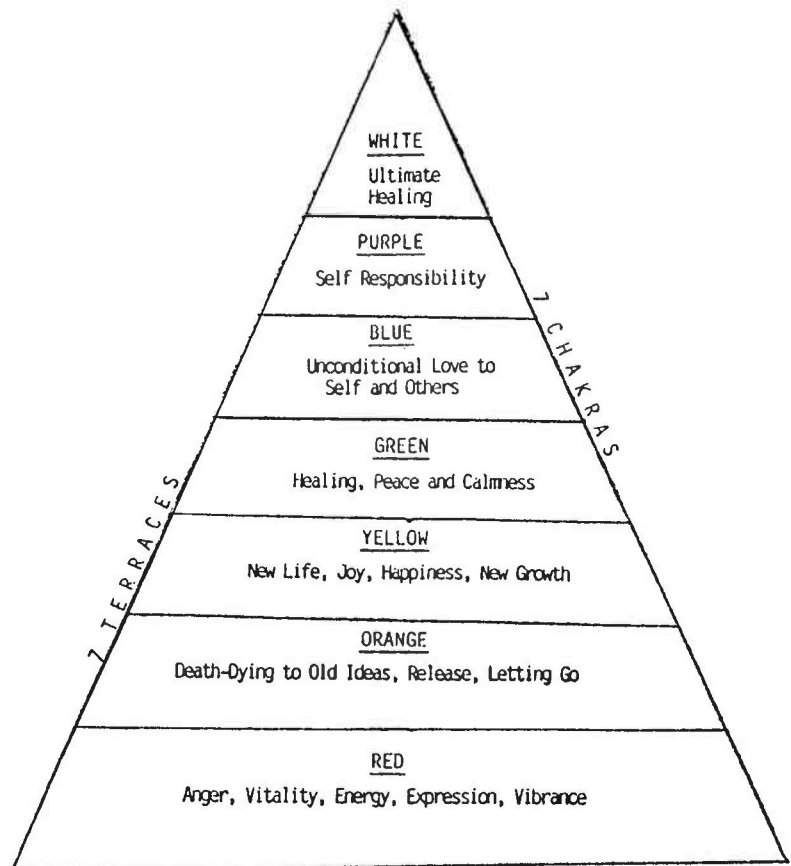 WHITE
Ultimate
Healing
PURPLE
Self Responsibility
BLUE
Unconditional Love to
Self and Others
GREEN
Healing, Peace and Calmness
YELLOW
New Life, Joy, Happiness, New Growth
ORANGE
Death-Dying to Old Ideas, Release, Letting Go
RED
Anger, Vitality, Energy, Expression, Vibrance
7 TERRACES
7 CHAKRAS